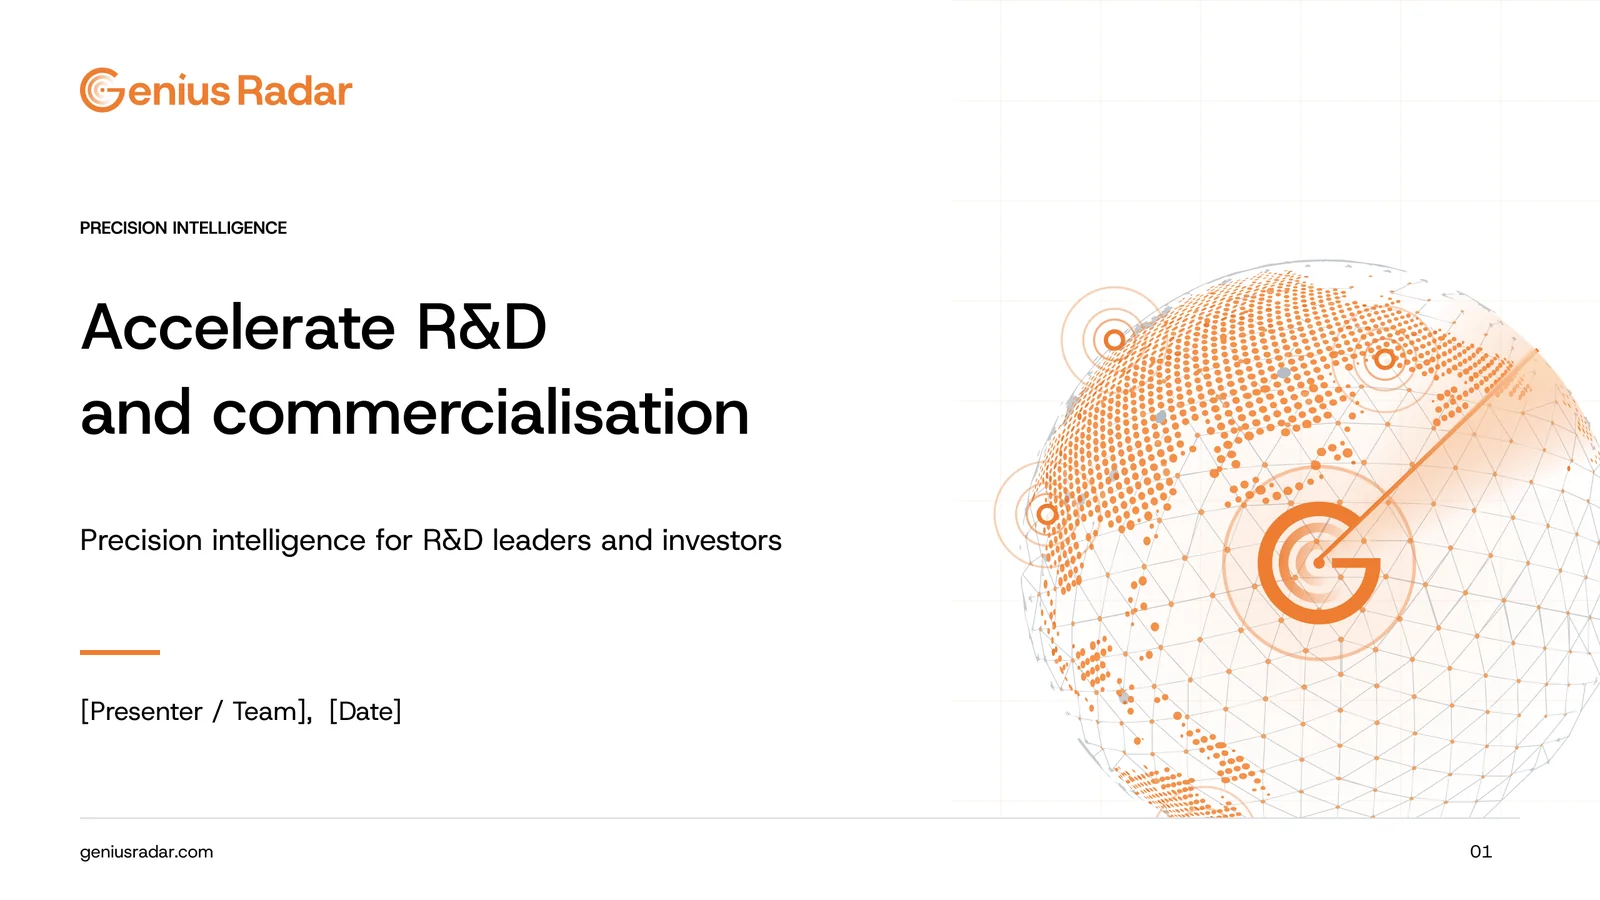 Genius Radar
PRECISION INTELLIGENCE
Accelerate R&D
and commercialisation
Precision intelligence for R&D leaders and investors
[Presenter / Team], [Date]
geniusradar.com
01